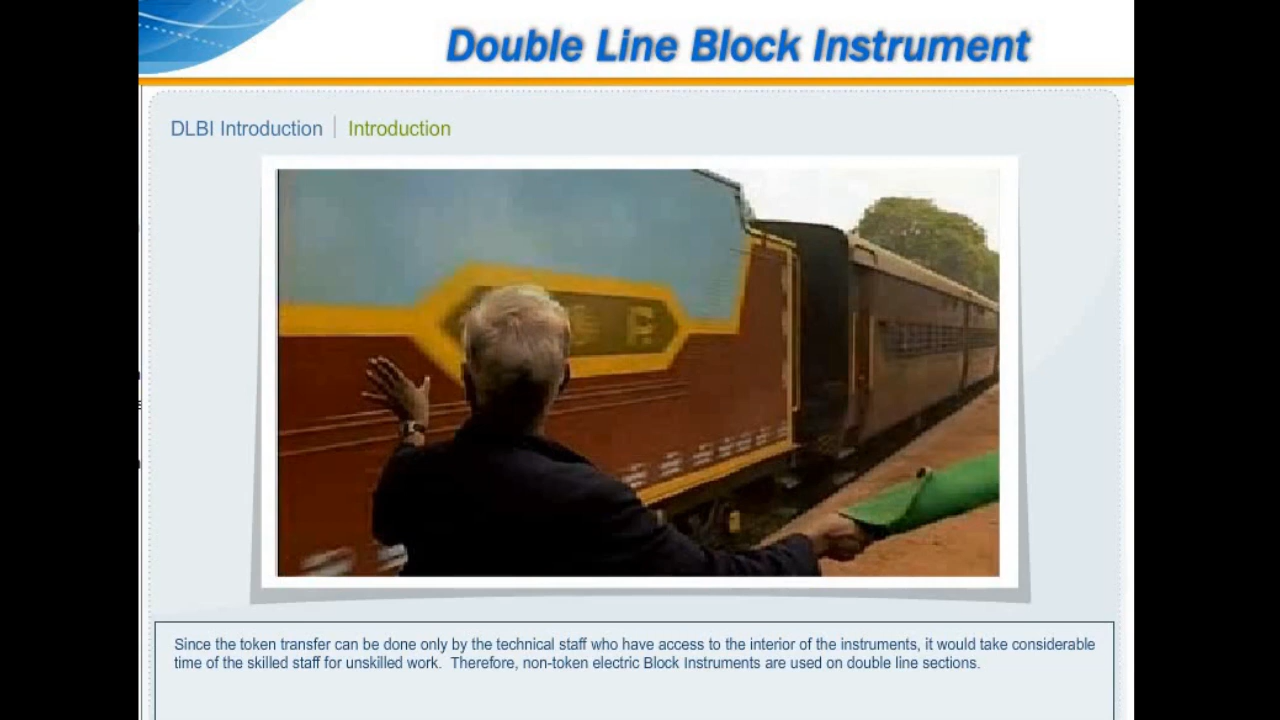 Double Line Block Instrument
DLBI Introduction | Introduction
Since the token transfer can be done only by the technical staff who have access to the interior of the instruments, it would take considerable
time of the skilled staff for unskilled work. Therefore, non-token electric Block Instruments are used on double line sections.